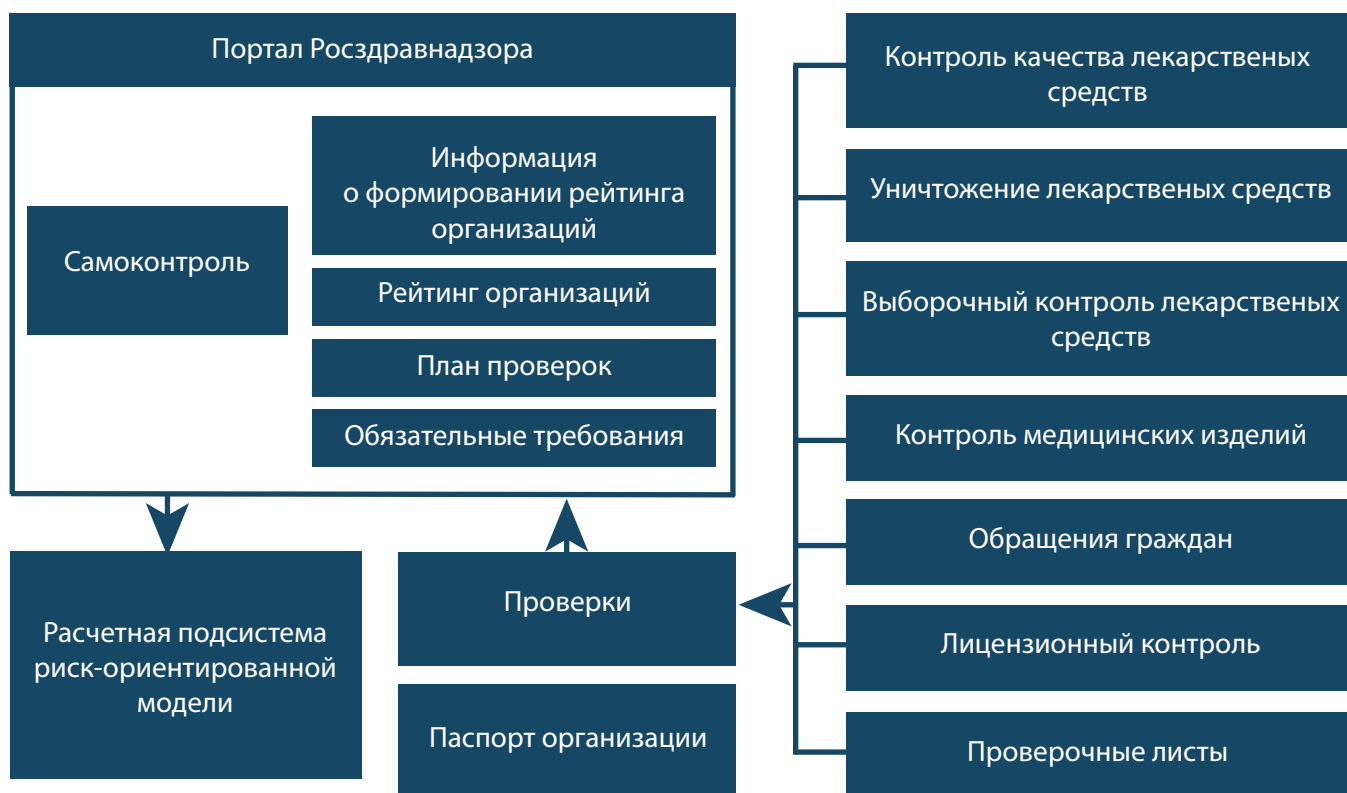 Портал Росздравнадзора
Самоконтроль
Информация
о формировании рейтинга
организаций
Рейтинг организаций
План проверок
Обязательные требования
Расчетная подсистема
риск-ориентированной
модели
Проверки
Паспорт организации
Контроль качества лекарственых
средств
Уничтожение лекарственых средств
Выборочный контроль лекарственых
средств
Контроль медицинских изделий
Обращения граждан
Лицензионный контроль
Проверочные листы